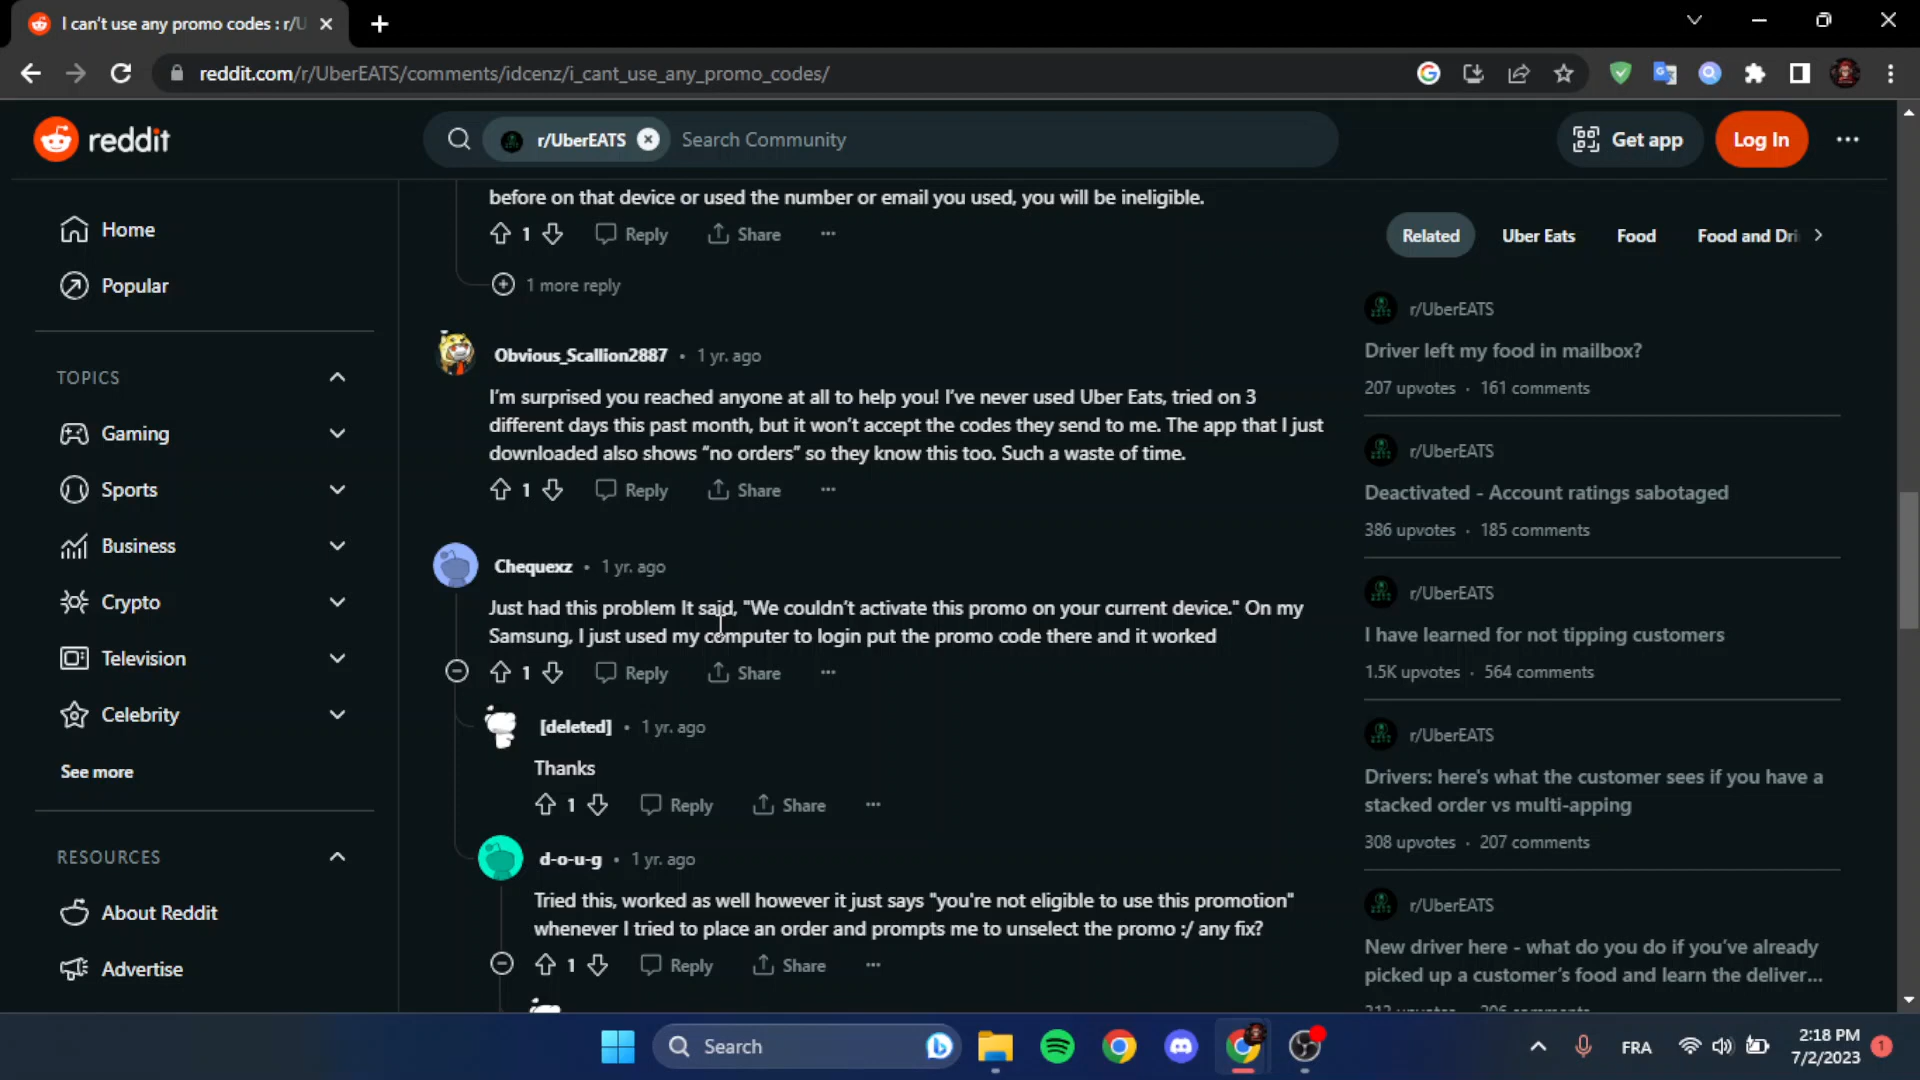 I can't use any promo codes : r/U
reddit.com/r/UberEATS/comments/idcenz/i_cant_use_any_promo_codes/
reddit
r/UberEATS
Search Community
Get app
Log In
Home
Popular
TOPICS
Gaming
Sports
Business
Crypto
Television
Celebrity
See more
RESOURCES
About Reddit
Advertise
before on that device or used the number or email you used, you will be ineligible.
1
Reply
Share
1 more reply
Obvious_Scallion2887 • 1 yr. ago
I'm surprised you reached anyone at all to help you! I've never used Uber Eats, tried on 3
different days this past month, but it won't accept the codes they send to me. The app that I just
downloaded also shows “no orders” so they know this too. Such a waste of time.
1
Reply
Share
Chequexz • 1 yr. ago
Just had this problem It said, "We couldn't activate this promo on your current device." On my
Samsung, I just used my computer to login put the promo code there and it worked
1
Reply
Share
[deleted] • 1 yr. ago
Thanks
1
Reply
Share
d-o-u-g • 1 yr. ago
Tried this, worked as well however it just says "you're not eligible to use this promotion"
whenever I tried to place an order and prompts me to unselect the promo :/ any fix?
1
Reply
Share
Related
Uber Eats
Food
Food and Dri
r/UberEATS
Driver left my food in mailbox?
207 upvotes · 161 comments
r/UberEATS
Deactivated - Account ratings sabotaged
386 upvotes · 185 comments
r/UberEATS
I have learned for not tipping customers
1.5K upvotes · 564 comments
r/UberEATS
Drivers: here's what the customer sees if you have a
stacked order vs multi-apping
308 upvotes · 207 comments
r/UberEATS
New driver here - what do you do if you've already
picked up a customer's food and learn the deliver...
Search
FRA
2:18 PM
7/2/2023
1